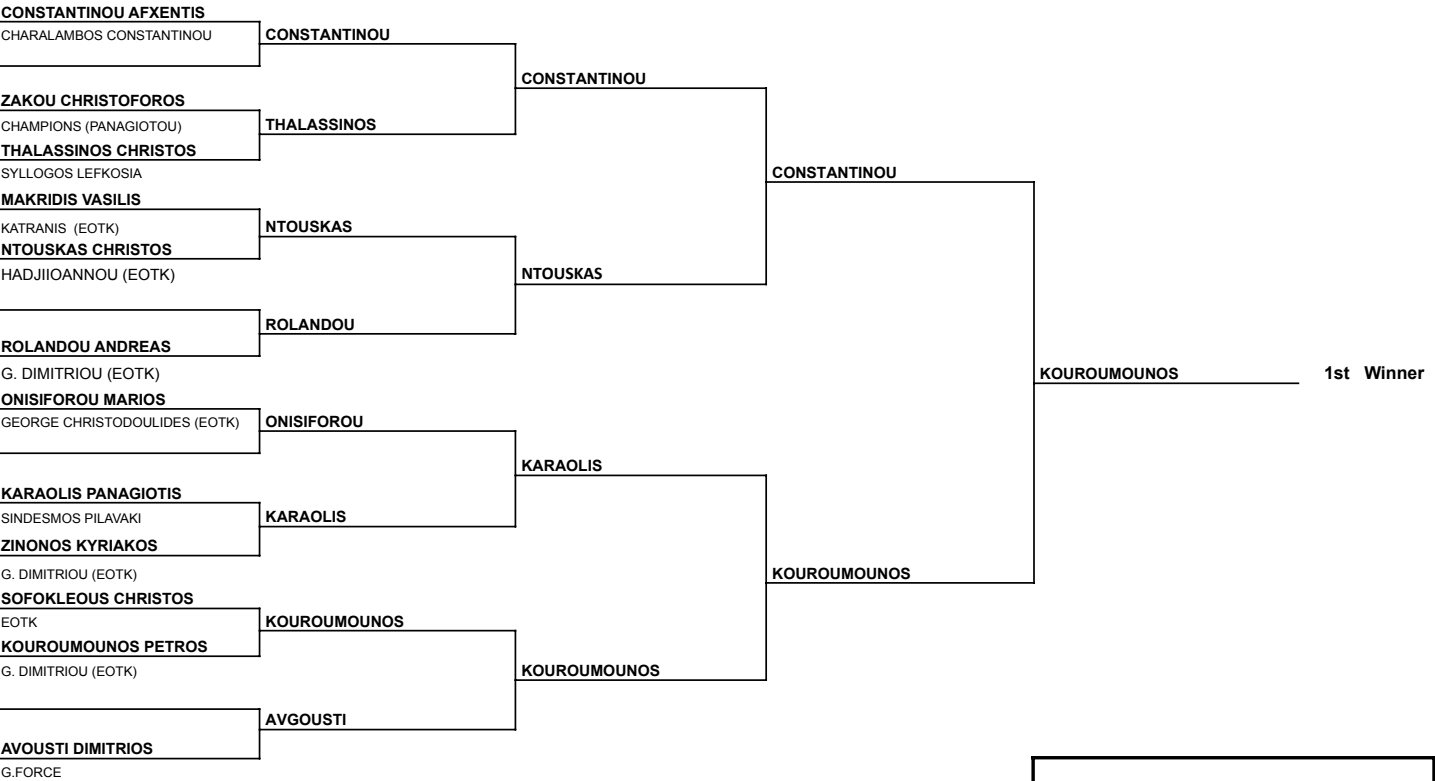 CONSTANTINOU AFXENTIS
CHARALAMBOS CONSTANTINOU
CONSTANTINOU
CONSTANTINOU
ZAKOU CHRISTOFOROS
CHAMPIONS (PANAGIOTOU)
THALASSINOS
THALASSINOS CHRISTOS
SYLLOGOS LEFKOSIA
CONSTANTINOU
MAKRIDIS VASILIS
KATRANIS  (EOTK)
NTOUSKAS
NTOUSKAS CHRISTOS
HADJIIOANNOU (EOTK)
NTOUSKAS
ROLANDOU
ROLANDOU ANDREAS
G. DIMITRIOU (EOTK)
KOUROUMOUNOS
1st   Winner
ONISIFOROU MARIOS
GEORGE CHRISTODOULIDES (EOTK)
ONISIFOROU
KARAOLIS
KARAOLIS PANAGIOTIS
SINDESMOS PILAVAKI
KARAOLIS
ZINONOS KYRIAKOS
G. DIMITRIOU (EOTK)
KOUROUMOUNOS
SOFOKLEOUS CHRISTOS
EOTK
KOUROUMOUNOS
KOUROUMOUNOS PETROS
G. DIMITRIOU (EOTK)
KOUROUMOUNOS
AVGOUSTI
AVOUSTI DIMITRIOS
G.FORCE